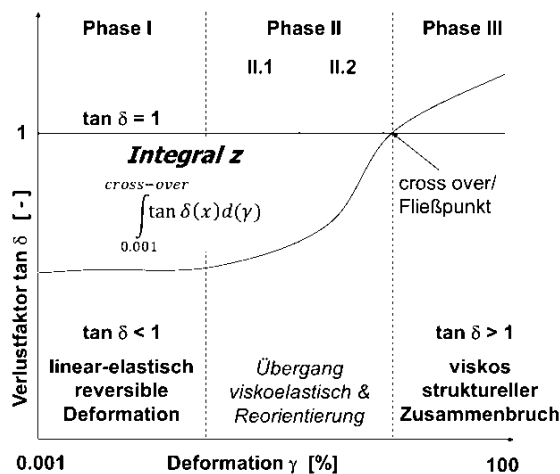 Phase I
Phase II
Phase III
II.1
II.2
tan δ = 1
1
Integral z
cross−over
∫ tan δ(x)d(γ)
0.001
cross over/
Fließpunkt
Verlustfaktor tan δ [ - ]
tan δ < 1
linear-elastisch
reversible
Deformation
Übergang
viskoelastisch &
Reorientierung
tan δ > 1
viskos
struktureller
Zusammenbruch
0.001
Deformation γ [%]
100